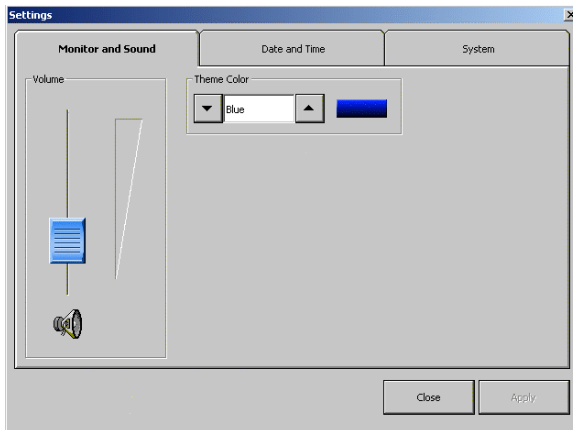 Settings
Monitor and Sound
Date and Time
System
Volume
Theme Color
Blue
Close
Apply